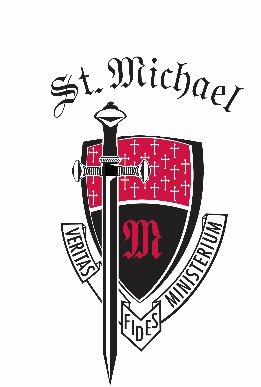 St. Michael
M
VERITAS
FIDES
MINISTERIUM